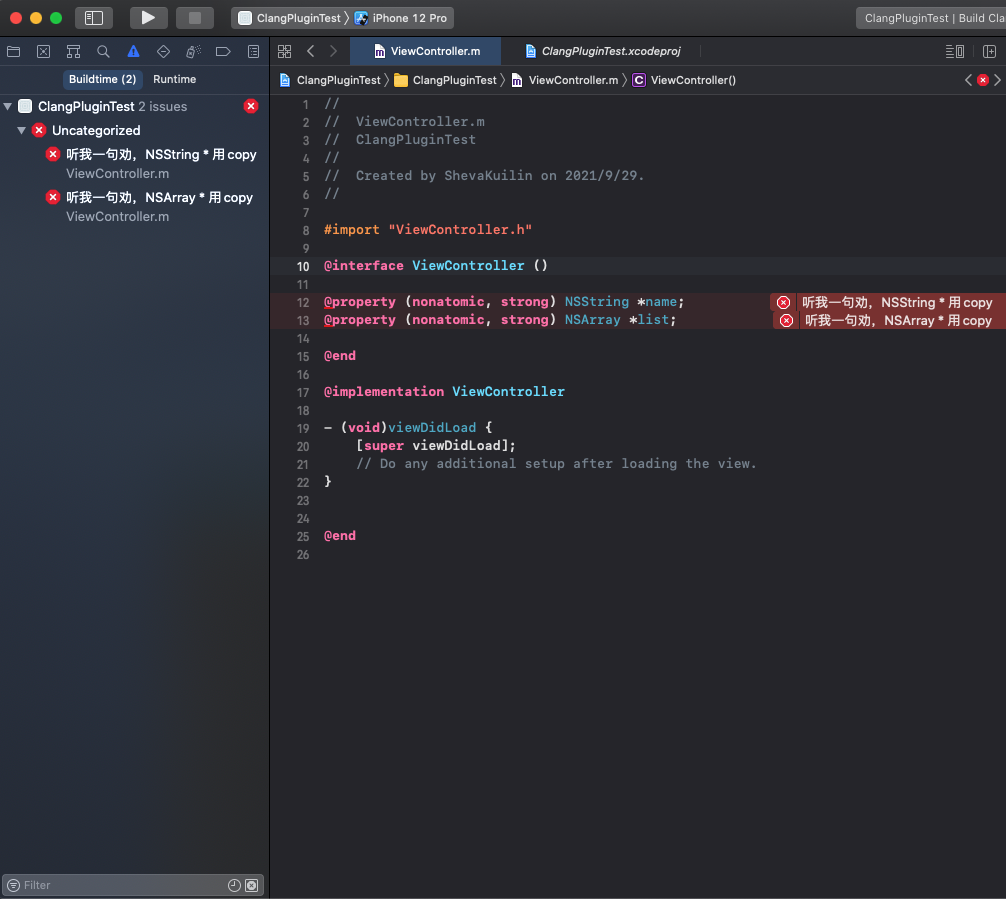 ClangPluginTest
iPhone 12 Pro
ClangPluginTest | Build Cla
ViewController.m
ClangPluginTest.xcodeproj
Buildtime (2)
Runtime
ClangPluginTest
ClangPluginTest
ViewController.m
C
ViewController()
ClangPluginTest 2 issues
Uncategorized
听我一句劝，NSString * 用 copy
ViewController.m
听我一句劝，NSArray * 用 copy
ViewController.m
1 //
2 //  ViewController.m
3 //  ClangPluginTest
4 //
5 //  Created by ShevaKuilin on 2021/9/29.
6 //
7
8 #import "ViewController.h"
9
10 @interface ViewController ()
11
12 @property (nonatomic, strong) NSString *name;
听我一句劝，NSString * 用 copy
13 @property (nonatomic, strong) NSArray *list;
听我一句劝，NSArray * 用 copy
14
15 @end
16
17 @implementation ViewController
18
19 - (void)viewDidLoad {
20     [super viewDidLoad];
21     // Do any additional setup after loading the view.
22 }
23
24
25 @end
26
Filter